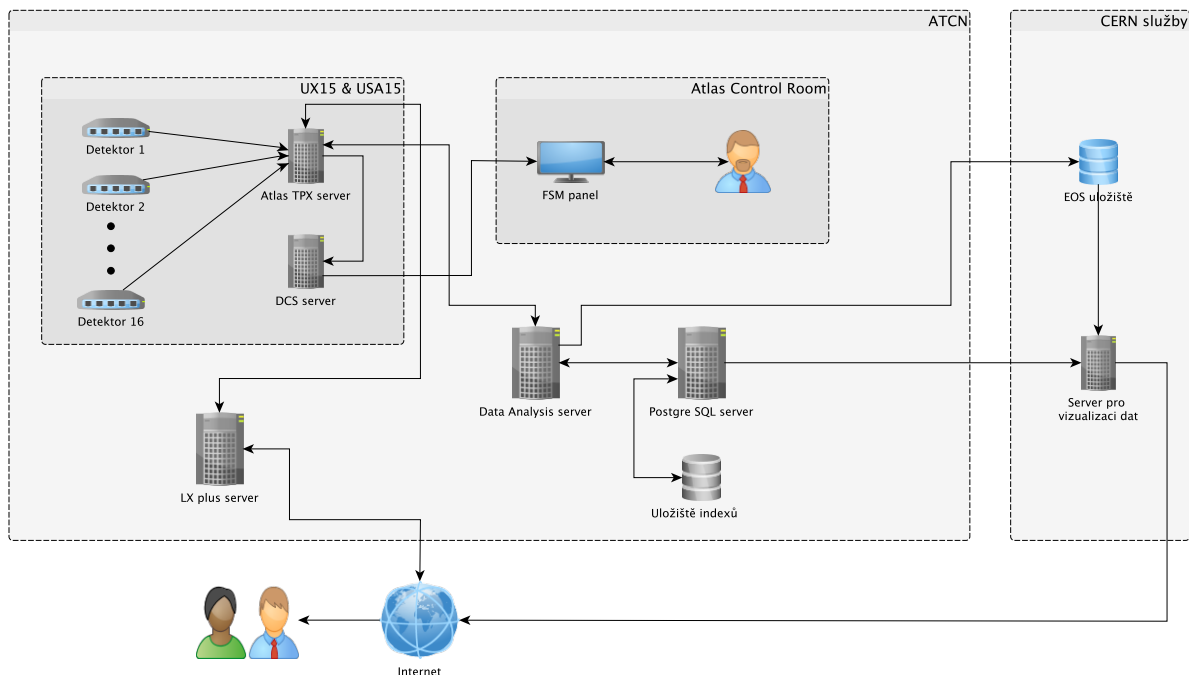 ATCN
CERN služby
UX15 & USA15
Atlas Control Room
Detektor 1
Atlas TPX server
FSM panel
EOS uložiště
Detektor 2
DCS server
Detektor 16
Data Analysis server
Postgre SQL server
Server pro
vizualizaci dat
LX plus server
Uložiště indexů
Internet